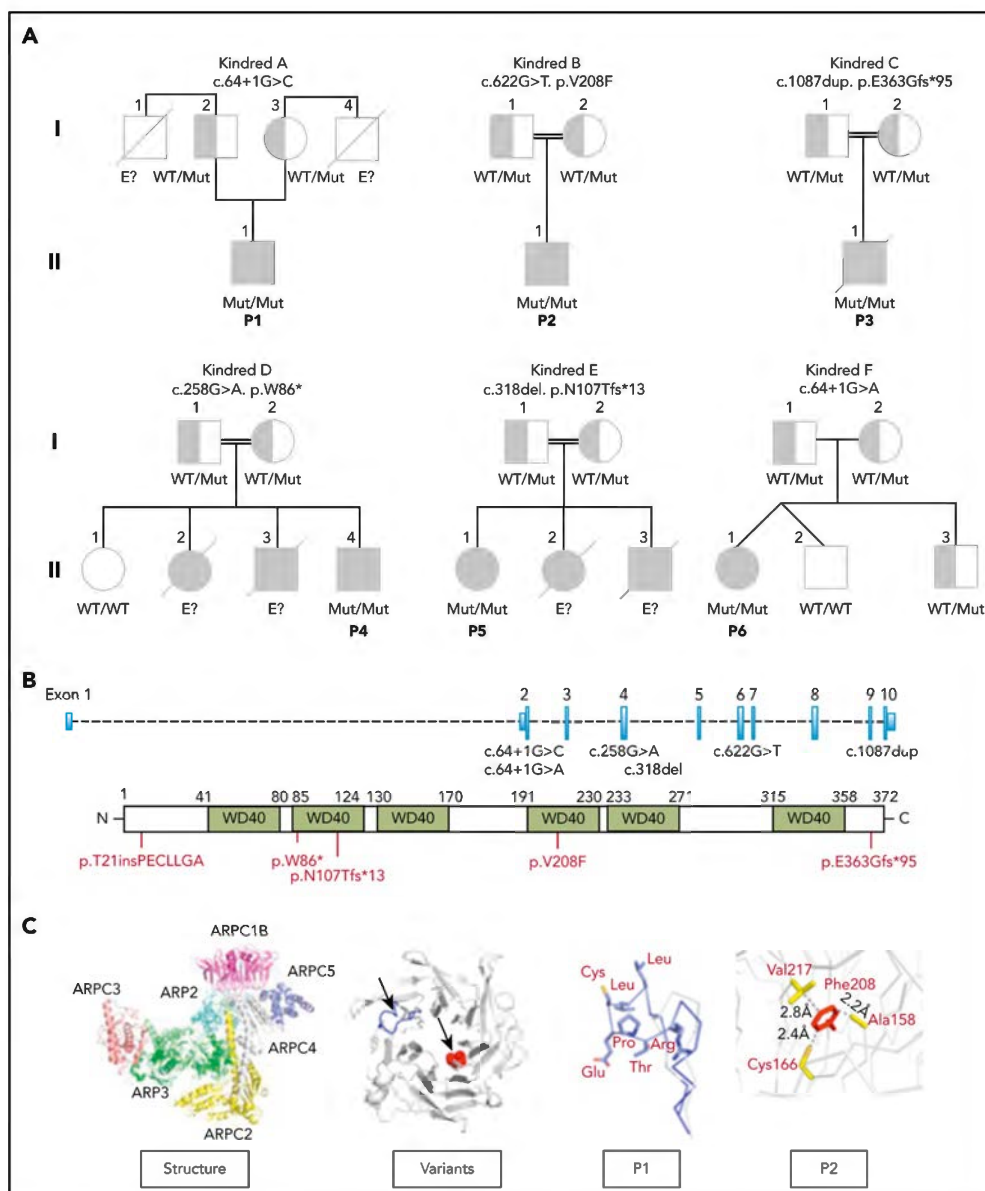 A
Kindred A
c.64+1G>C
Kindred B
c.622G>T. p.V208F
Kindred C
c.1087dup. p.E363Gfs*95
I
1 2 3 4
1 2
1 2
E? WT/Mut WT/Mut E?
WT/Mut WT/Mut
WT/Mut WT/Mut
II
1
1
1
Mut/Mut
P1
Mut/Mut
P2
Mut/Mut
P3
Kindred D
c.258G>A. p.W86*
Kindred E
c.318del. p.N107Tfs*13
Kindred F
c.64+1G>A
I
1 2
1 2
1 2
WT/Mut WT/Mut
WT/Mut WT/Mut
WT/Mut WT/Mut
II
1 2 3 4
1 2 3
1 2 3
WT/WT E? E? Mut/Mut
P4
Mut/Mut E? E?
P5
Mut/Mut WT/WT WT/Mut
P6
B
Exon 1 2 3 4 5 6 7 8 9 10
c.64+1G>C c.258G>A c.622G>T c.1087dup
c.64+1G>A c.318del
1 41 80 85 124 130 170 191 230 233 271 315 358 372
N WD40 WD40 WD40 WD40 WD40 WD40 C
p.T21insPECLLGA p.W86* p.V208F p.E363Gfs*95
p.N107Tfs*13
C
ARPC1B
ARPC3 ARP2 ARPC5
ARPC4
ARP3
ARPC2
Structure
Variants
Leu
Cys Leu
Pro Arg
Glu Thr
P1
Val217
Phe208
2.8Å 2.2Å
2.4Å Ala158
Cys166
P2